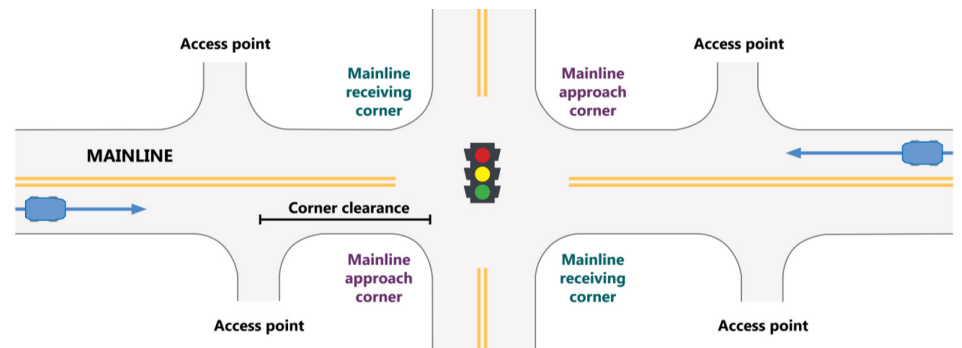 Access point
Access point
Mainline
receiving
corner
Mainline
approach
corner
MAINLINE
Corner clearance
Mainline
approach
corner
Mainline
receiving
corner
Access point
Access point